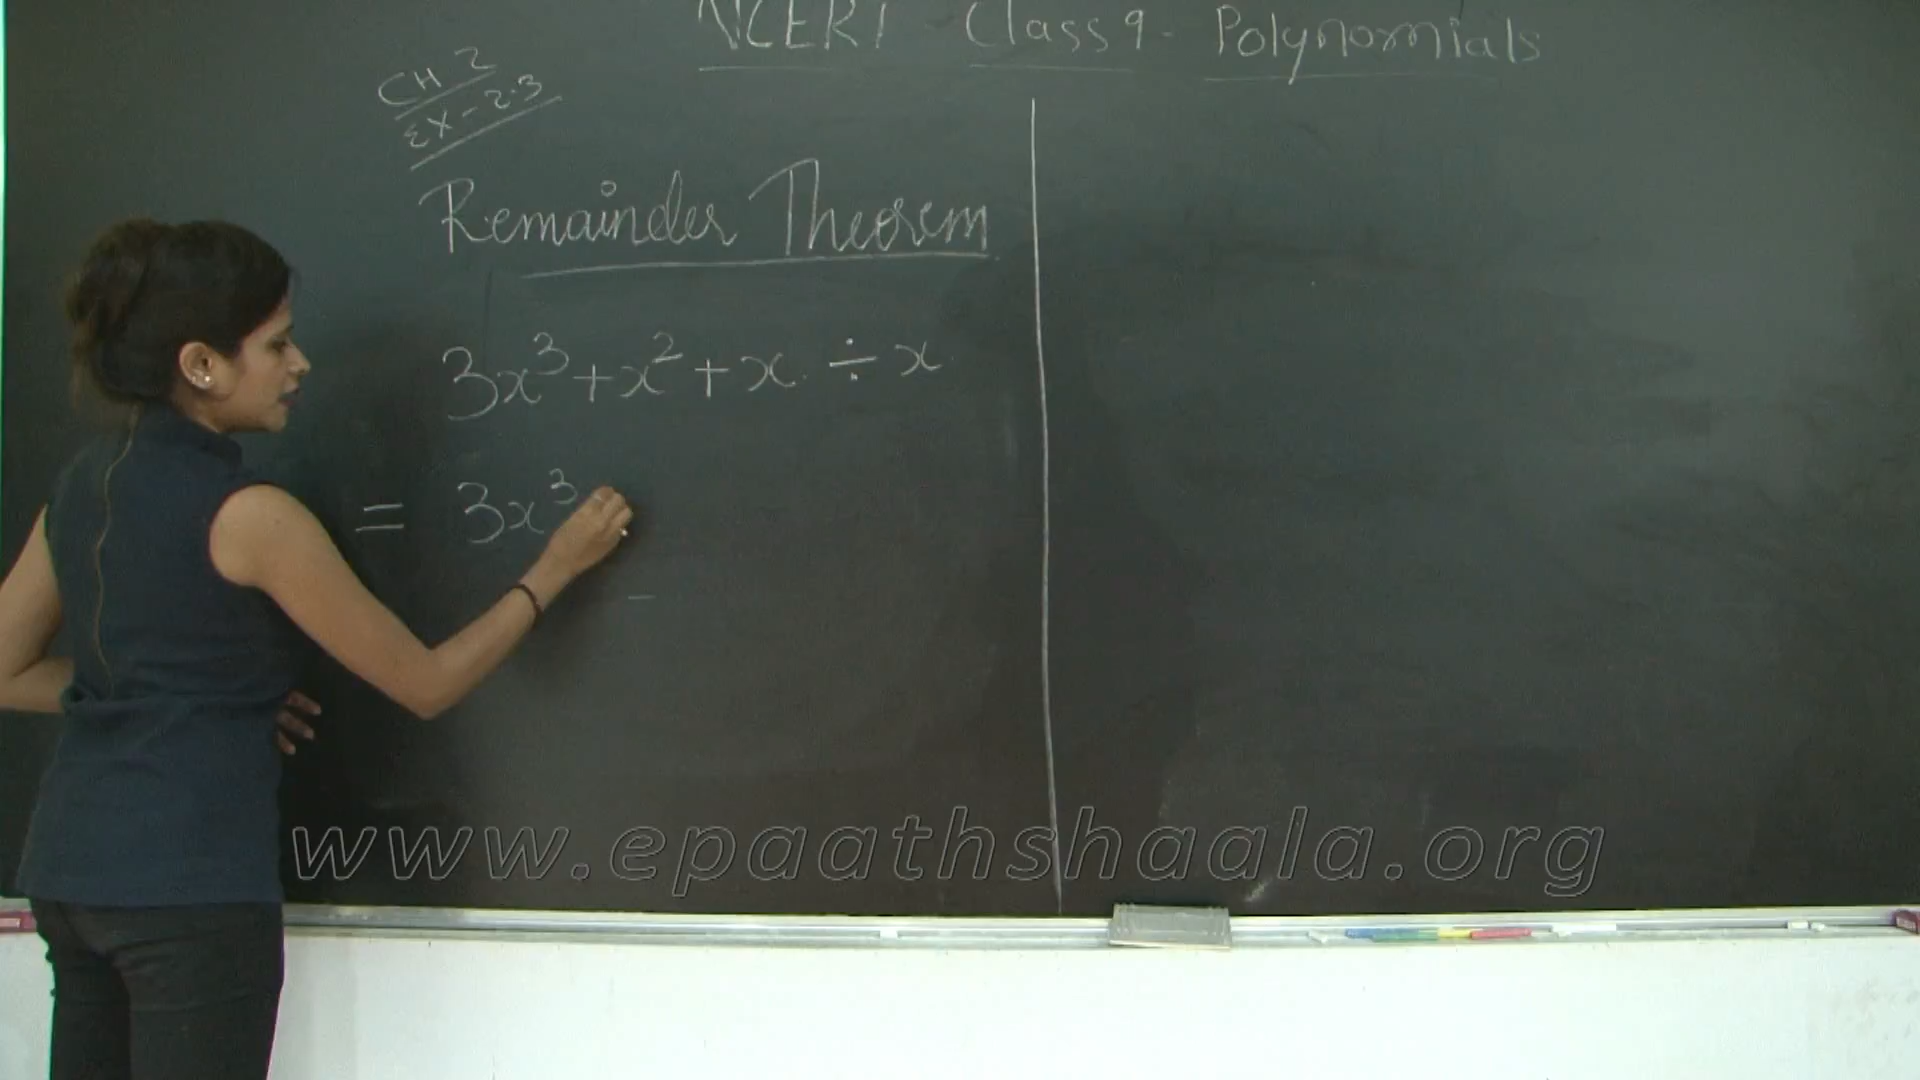 NCERT Class 9 - Polynomials
CH 2
EX - 2.3
Remainder Theorem
3x³ + x² + x ÷ x
= 3x³
www.epaathshaala.org